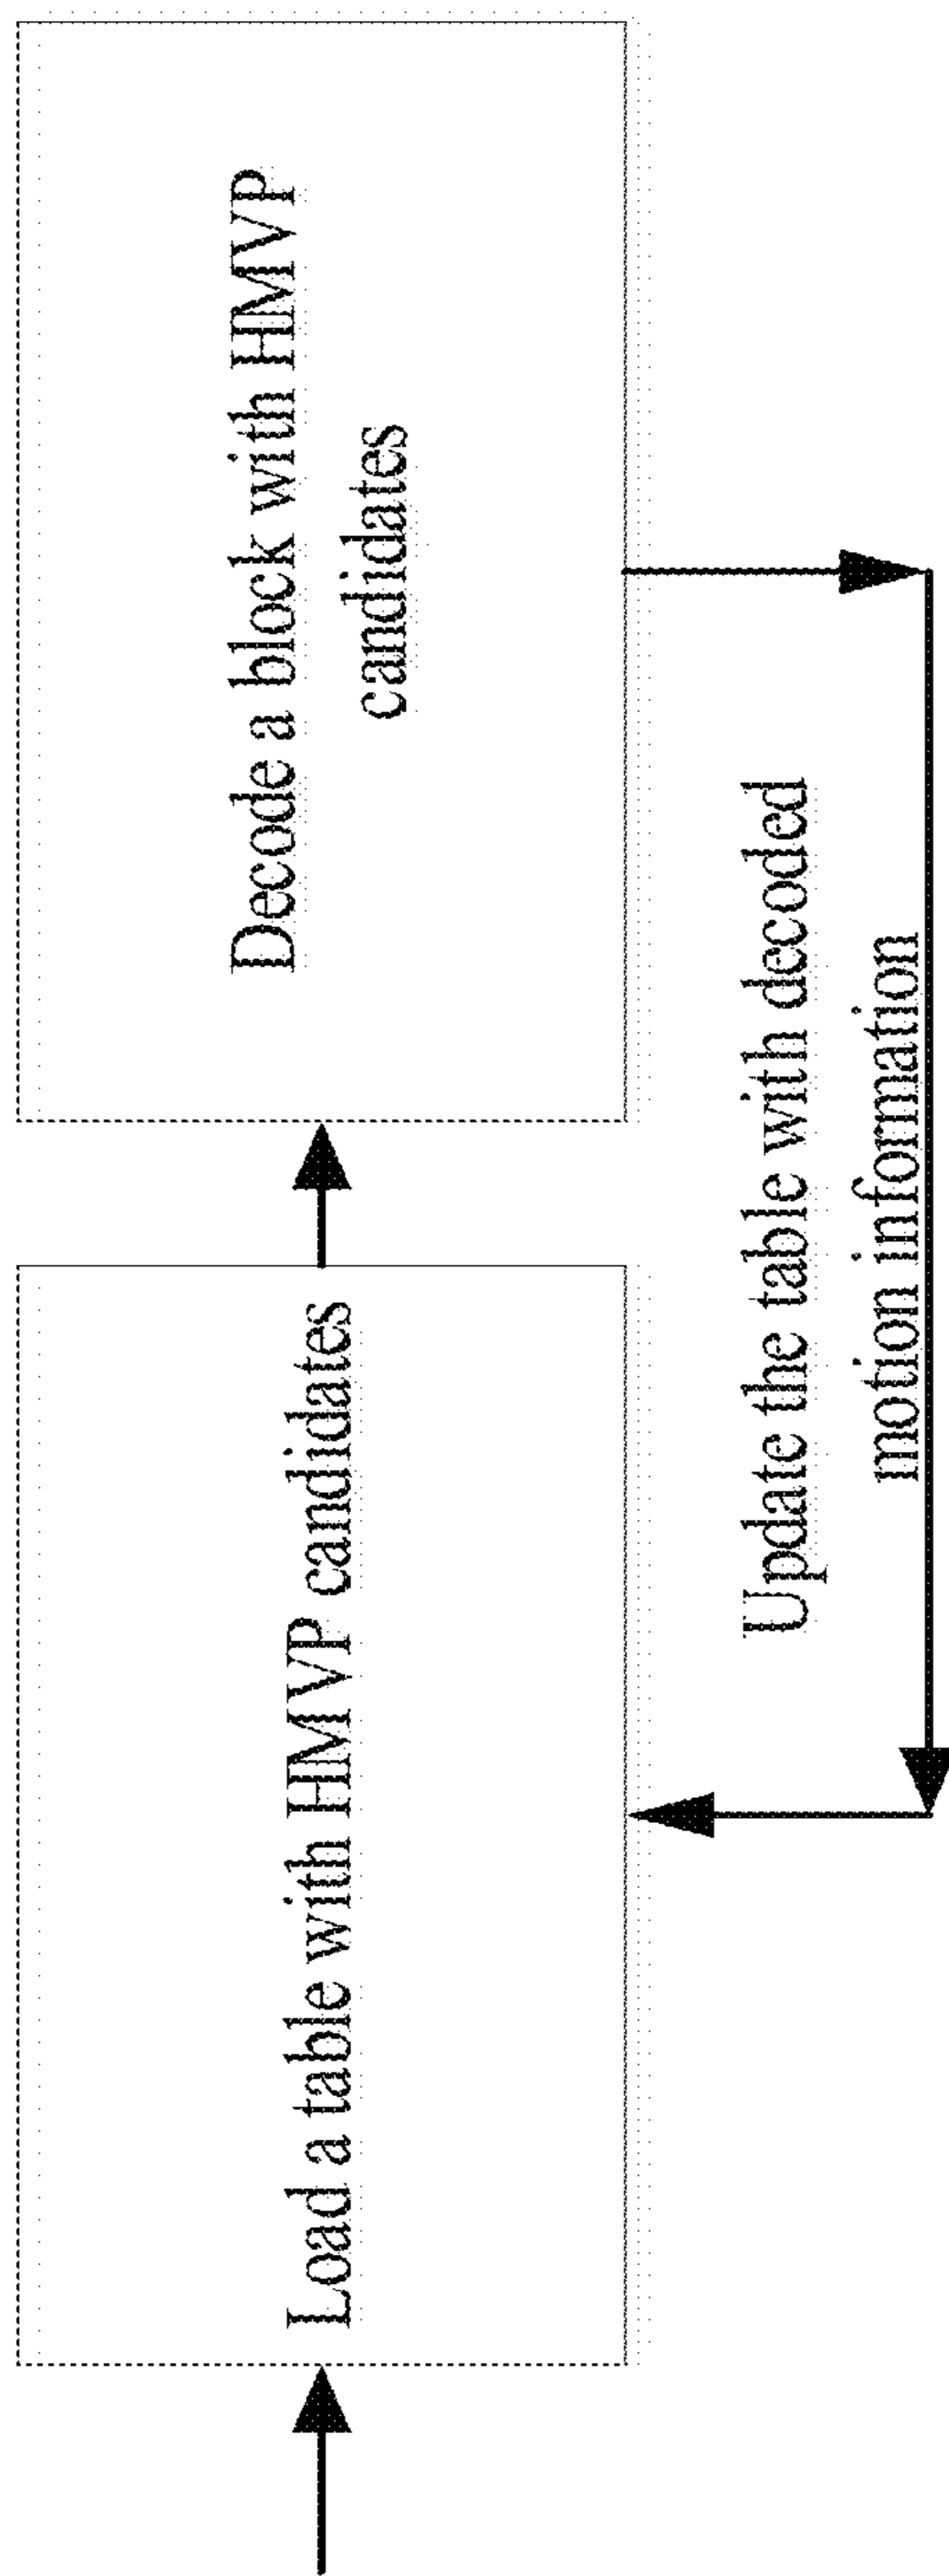 Load a table with HMVP candidates
Decode a block with HMVP
candidates
Update the table with decoded
motion information